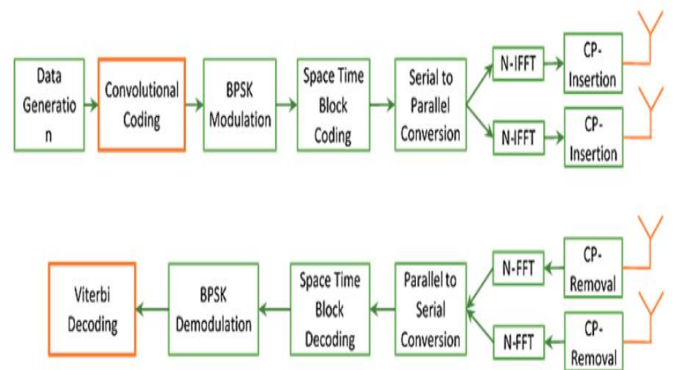 Data
Generatio
n
Convolutional
Coding
BPSK
Modulation
Space Time
Block
Coding
Serial to
Parallel
Conversion
N-IFFT
CP-
Insertion
N-IFFT
CP-
Insertion
Viterbi
Decoding
BPSK
Demodulation
Space Time
Block
Decoding
Parallel to
Serial
Conversion
N-FFT
CP-
Removal
N-FFT
CP-
Removal